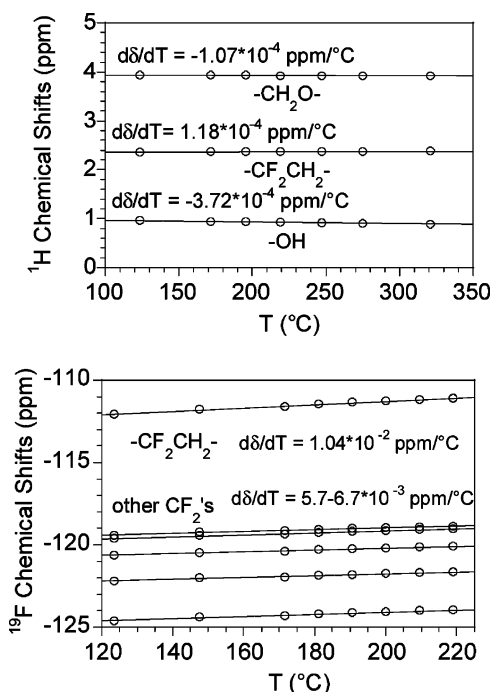 5
4
3
2
1
0
¹H Chemical Shifts (ppm)
dδ/dT = -1.07*10⁻⁴ ppm/°C
-CH₂O-
dδ/dT= 1.18*10⁻⁴ ppm/°C
-CF₂CH₂-
dδ/dT = -3.72*10⁻⁴ ppm/°C
-OH
100 150 200 250 300 350
T (°C)
-110
-115
-120
-125
¹⁹F Chemical Shifts (ppm)
-CF₂CH₂- dδ/dT = 1.04*10⁻² ppm/°C
other CF₂'s dδ/dT = 5.7-6.7*10⁻³ ppm/°C
120 140 160 180 200 220
T (°C)